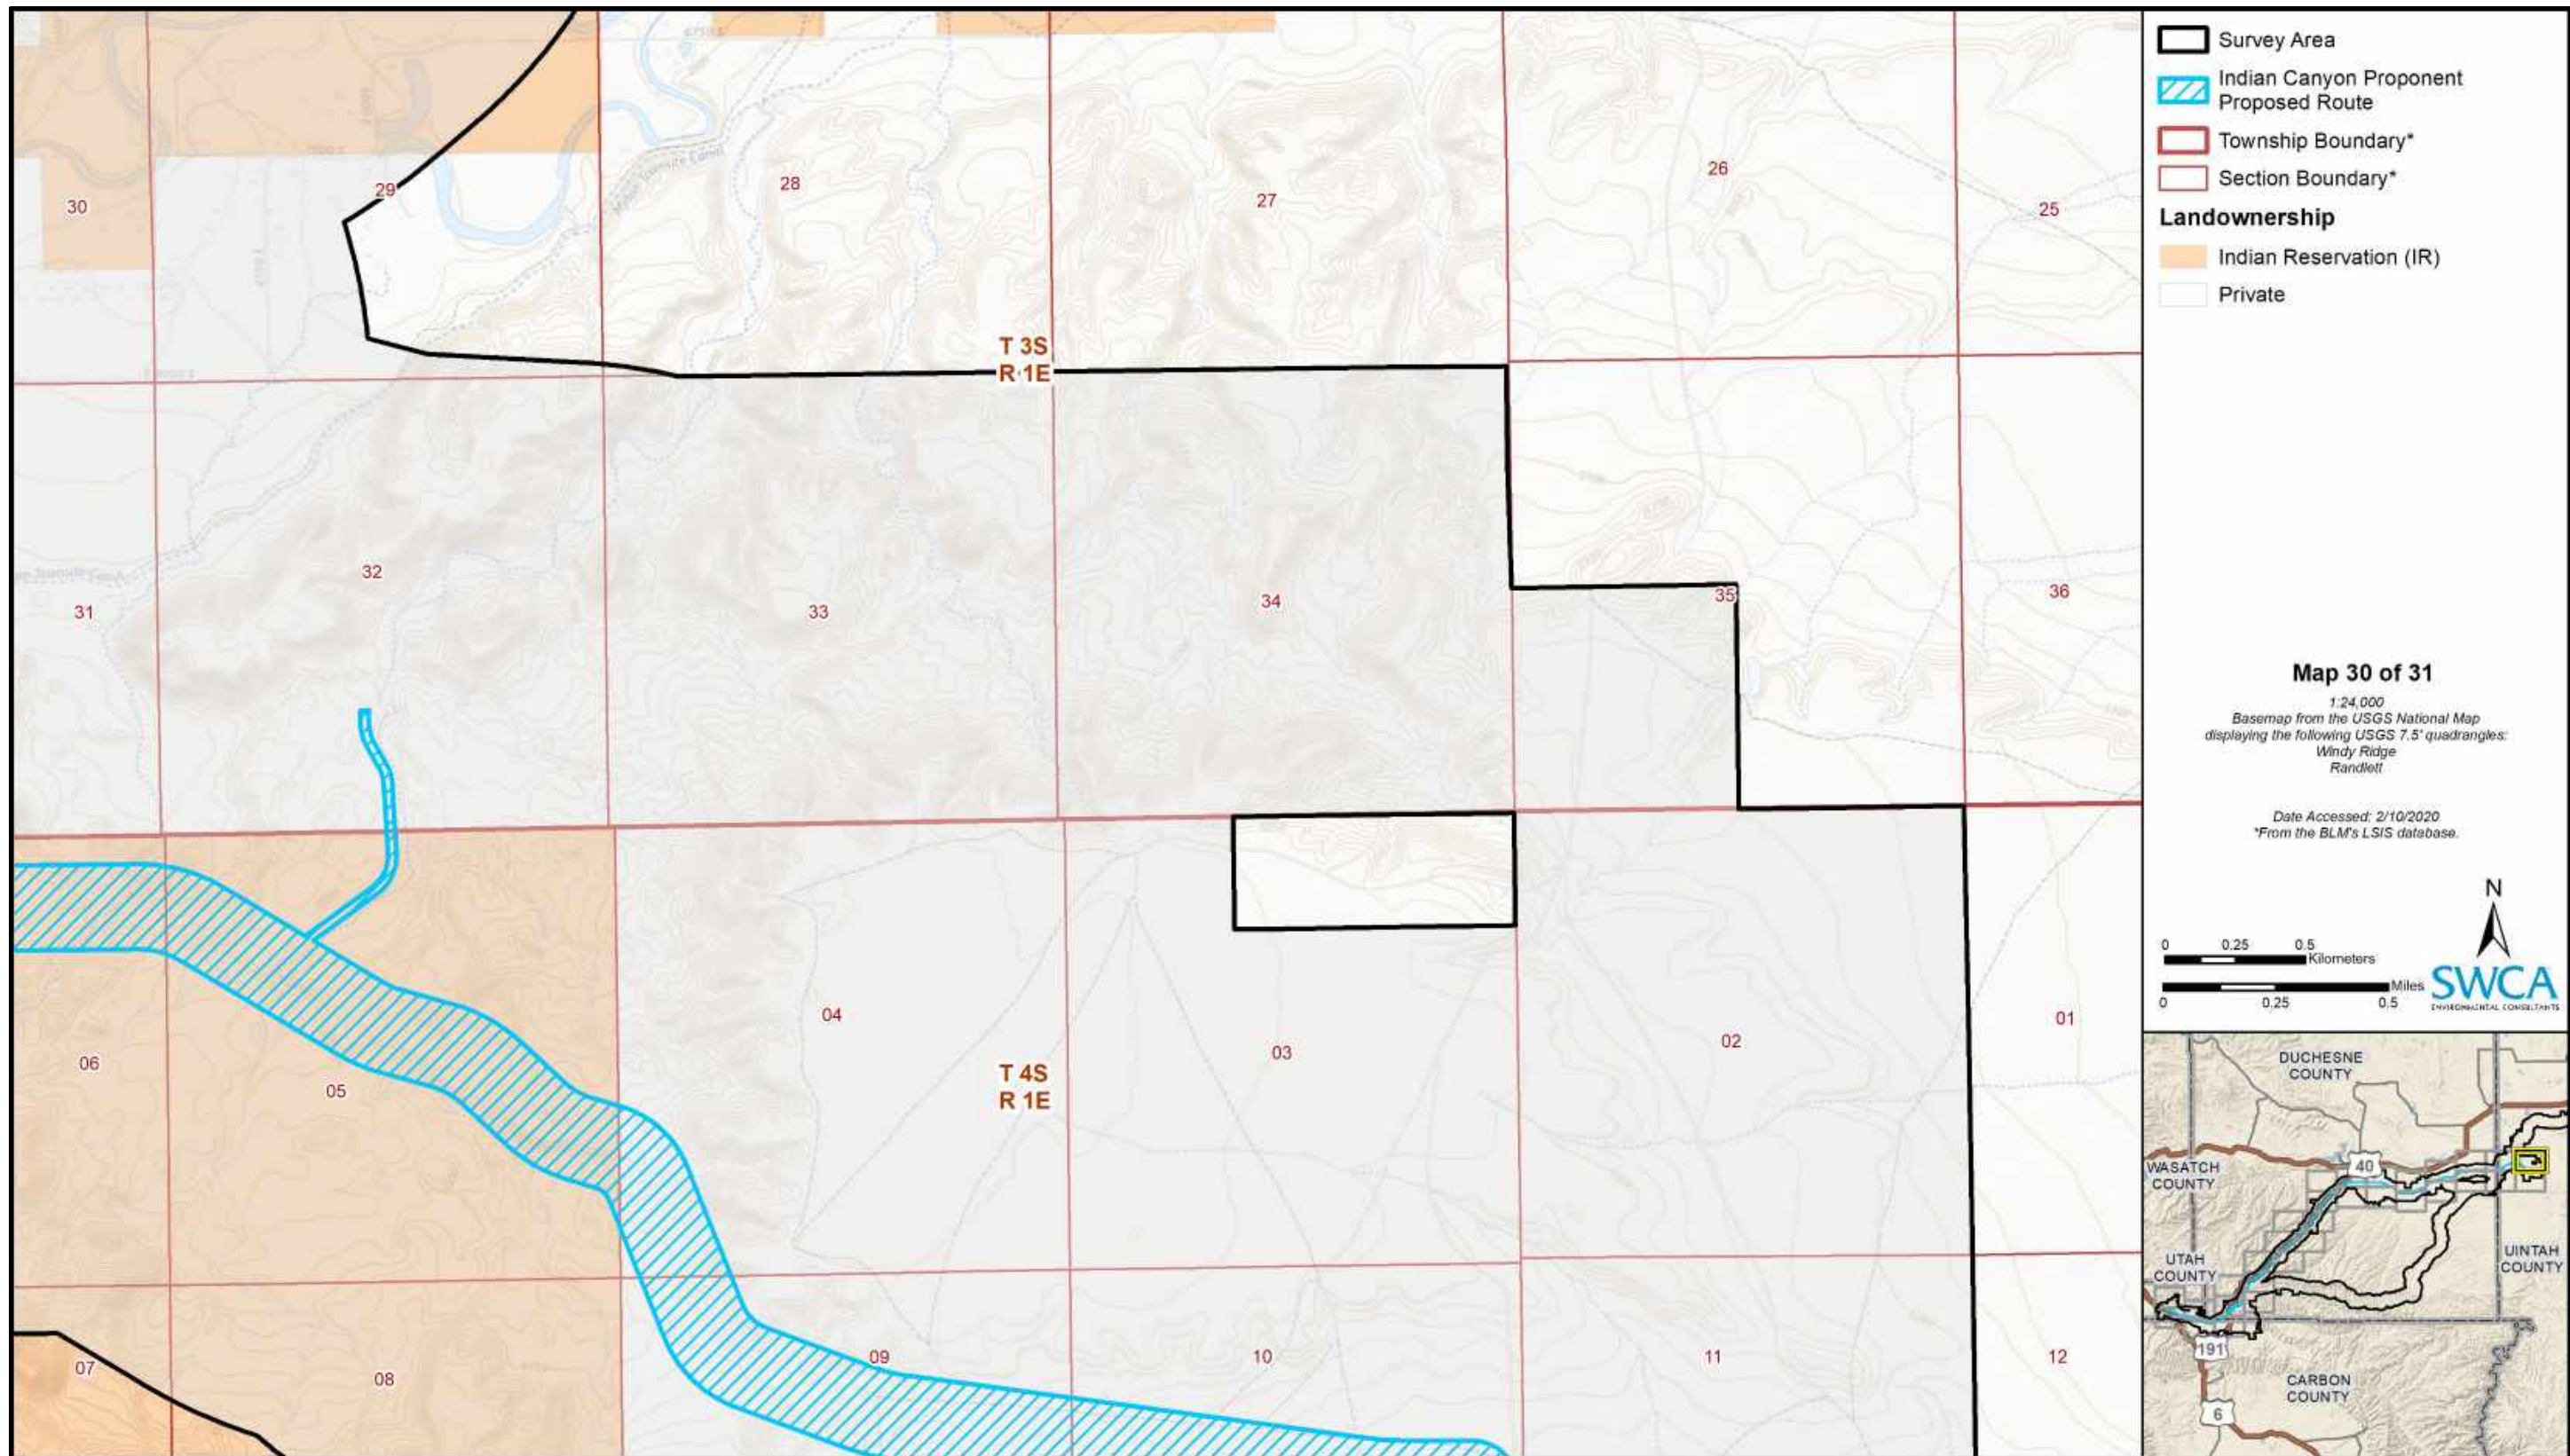 Survey Area
Indian Canyon Proponent
Proposed Route
Township Boundary*
Section Boundary*
Landownership
Indian Reservation (IR)
Private
Map 30 of 31
1:24,000
Basemap from the USGS National Map
displaying the following USGS 7.5' quadrangles:
Windy Ridge
Randlett
Date Accessed: 2/10/2020
*From the BLM's LSIS database.
N
0 0.25 0.5
Kilometers
Miles
0 0.25 0.5
SWCA
ENVIRONMENTAL CONSULTANTS
30
29
28
27
26
25
Myton Townsite Canal
T 3S
R 1E
31
32
33
34
35
36
06
05
04
03
02
01
T 4S
R 1E
07
08
09
10
11
12
DUCHESNE
COUNTY
WASATCH
COUNTY
40
UTAH
COUNTY
UINTAH
COUNTY
191
CARBON
COUNTY
6